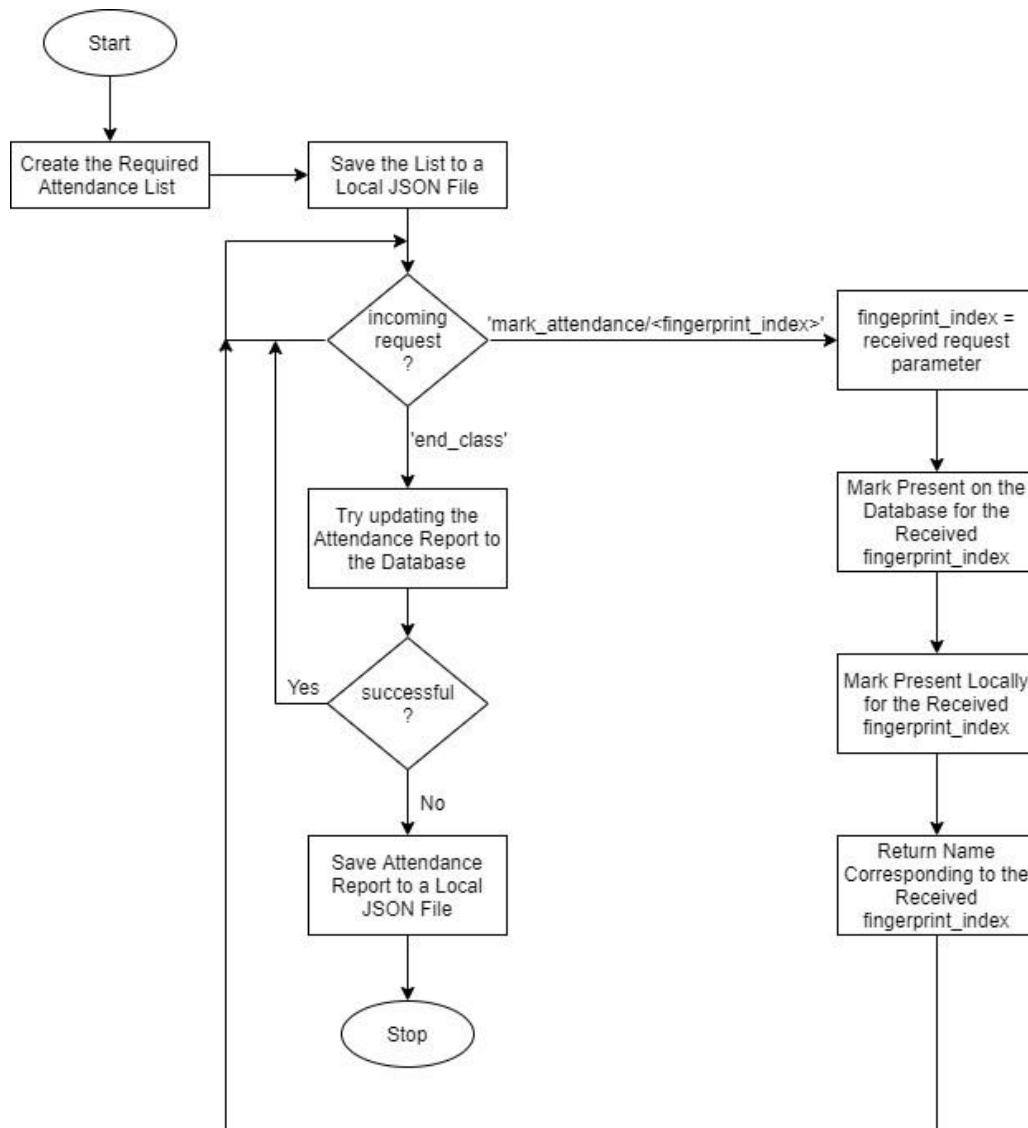 Start
Create the Required
Attendance List
Save the List to a
Local JSON File
incoming
request
?
'mark_attendance/<fingerprint_index>'
fingeprint_index =
received request
parameter
'end_class'
Mark Present on the
Database for the
Received
fingerprint_index
Try updating the
Attendance Report to
the Database
Mark Present Locally
for the Received
fingerprint_index
Yes
successful
?
No
Save Attendance
Report to a Local
JSON File
Return Name
Corresponding to the
Received
fingerprint_index
Stop